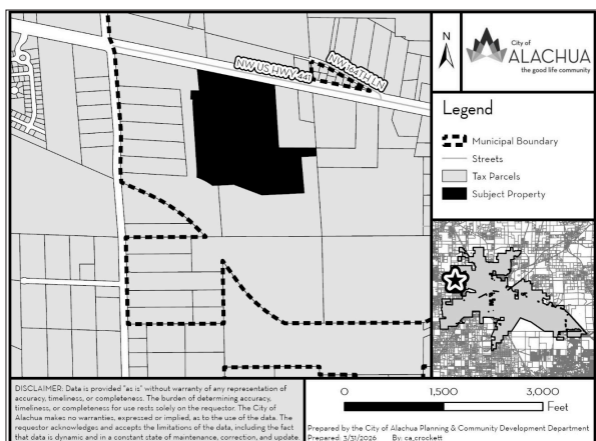 NW US HWY 441
NW 164TH LN
N
City of
ALACHUA
the good life community
Legend
Municipal Boundary
Streets
Tax Parcels
Subject Property
DISCLAIMER: Data is provided "as is" without warranty of any representation of
accuracy, timeliness, or completeness. The burden of determining accuracy,
timeliness, or completeness for use rests solely on the requestor. The City of
Alachua makes no warranties, expressed or implied, as to the use of the data. The
requestor acknowledges and accepts the limitations of the data, including the fact
that data is dynamic and in a constant state of maintenance, correction, and update.
0 1,500 3,000
Feet
Prepared by the City of Alachua Planning & Community Development Department
Prepared: 3/31/2026 By: ca_crockett